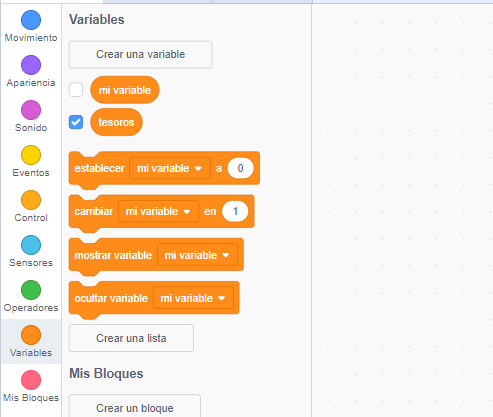 Movimiento
Apariencia
Sonido
Eventos
Control
Sensores
Operadores
Variables
Mis Bloques
Variables
Crear una variable
mi variable
tesoros
establecer mi variable a 0
cambiar mi variable en 1
mostrar variable mi variable
ocultar variable mi variable
Crear una lista
Mis Bloques
Crear un bloque